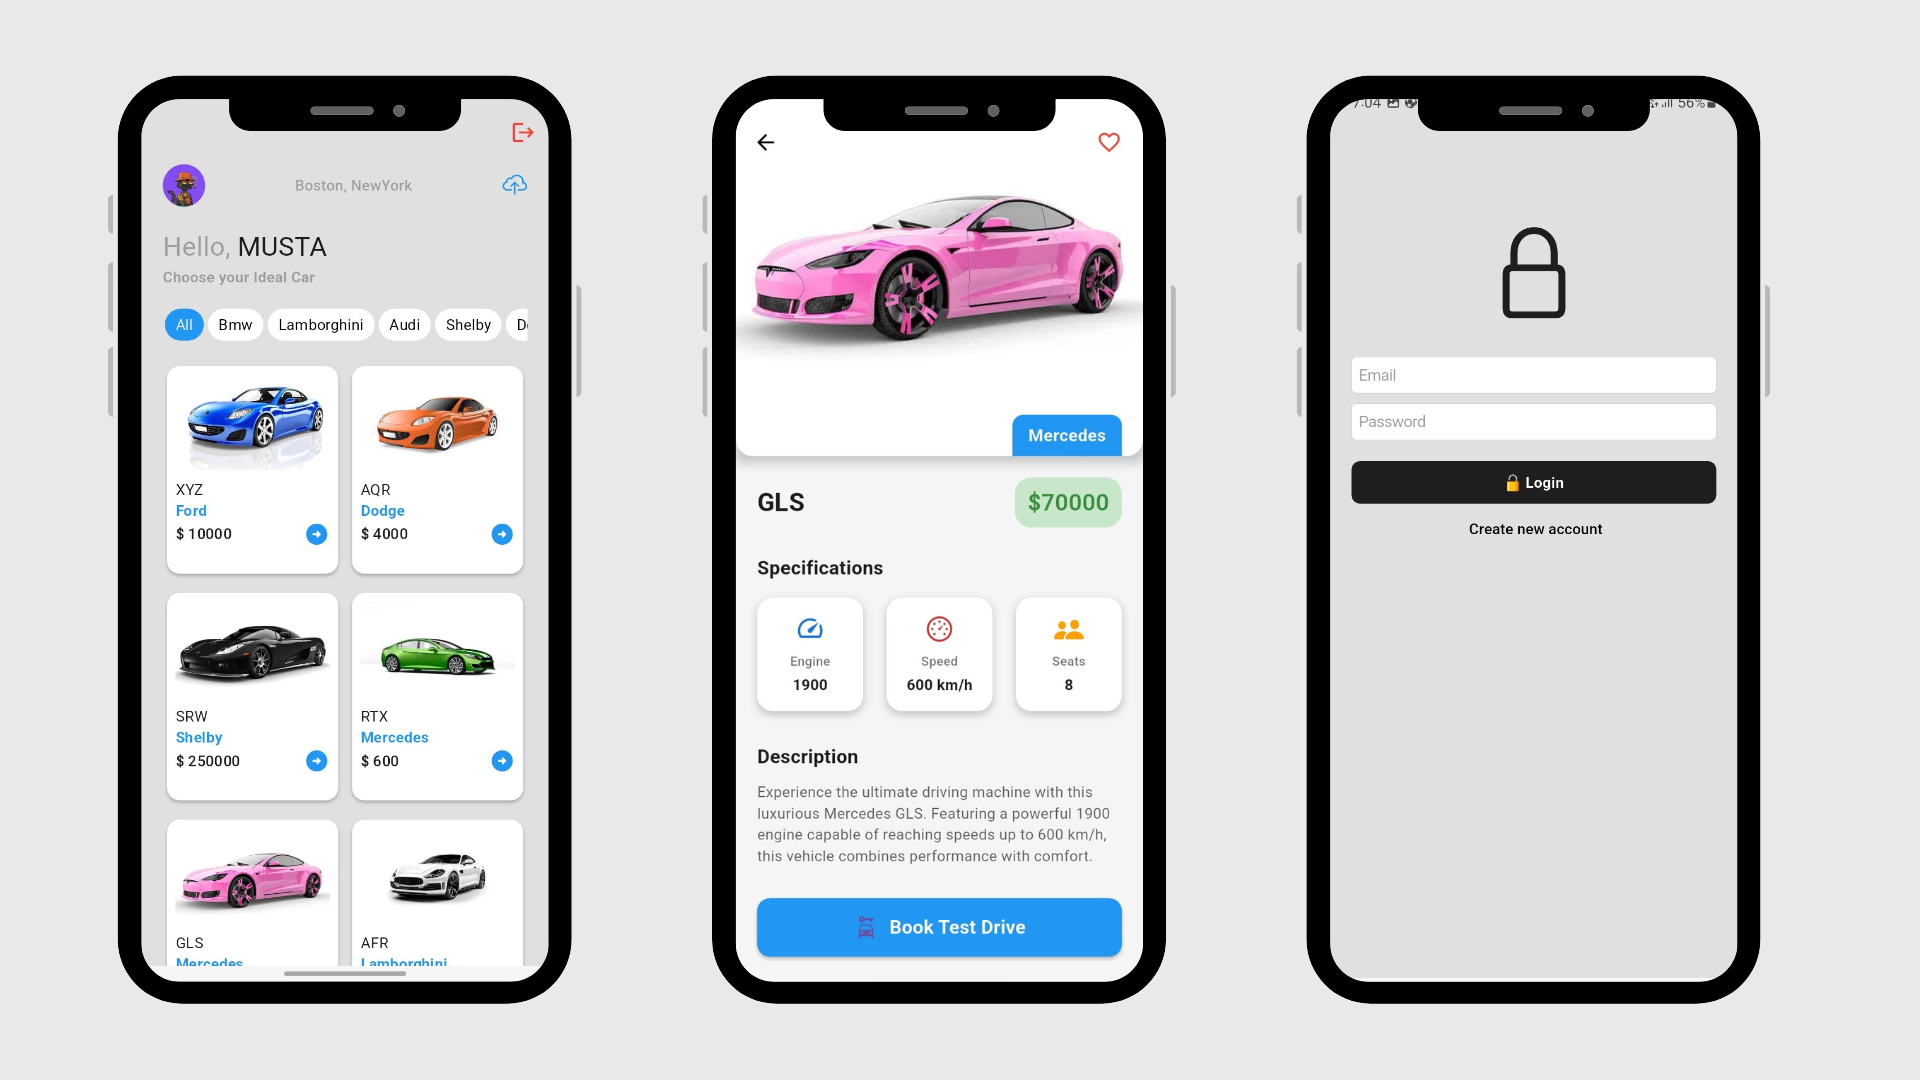 Boston, NewYork
Hello, MUSTA
Choose your Ideal Car
All Bmw Lamborghini Audi Shelby
XYZ
Ford
$ 10000
AQR
Dodge
$ 4000
SRW
Shelby
$ 250000
RTX
Mercedes
$ 600
GLS
Mercedes
AFR
Lamborghini
Mercedes
GLS
$70000
Specifications
Engine
1900
Speed
600 km/h
Seats
8
Description
Experience the ultimate driving machine with this
luxurious Mercedes GLS. Featuring a powerful 1900
engine capable of reaching speeds up to 600 km/h,
this vehicle combines performance with comfort.
Book Test Drive
7:04 56%
Email
Password
Login
Create new account